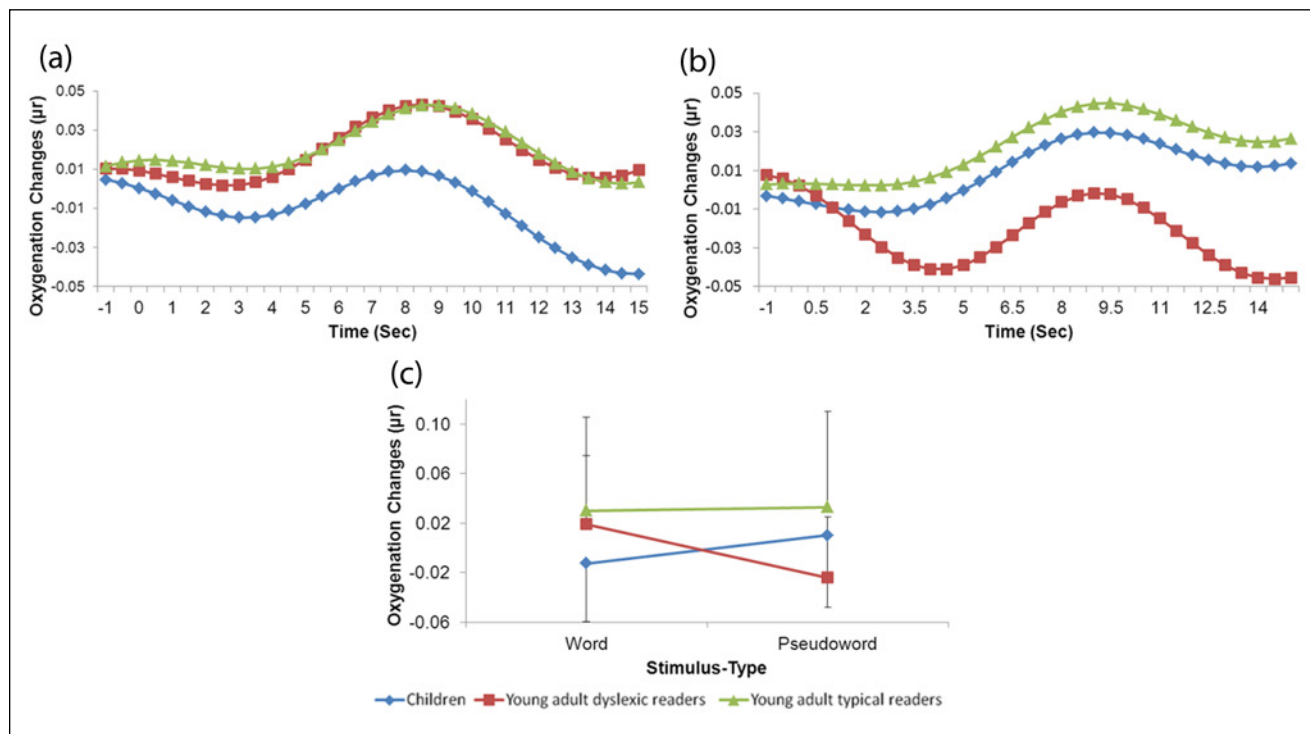 (a)
Oxygenation Changes (µr)
0.05
0.03
0.01
-0.01
-0.03
-0.05
-1 0 1 2 3 4 5 6 7 8 9 10 11 12 13 14 15
Time (Sec)
(b)
Oxygenation Changes (µr)
0.05
0.03
0.01
-0.01
-0.03
-0.05
-1 0.5 2 3.5 5 6.5 8 9.5 11 12.5 14
Time (Sec)
(c)
Oxygenation Changes (µr)
0.10
0.06
0.02
-0.02
-0.06
Word Pseudoword
Stimulus-Type
Children Young adult dyslexic readers Young adult typical readers